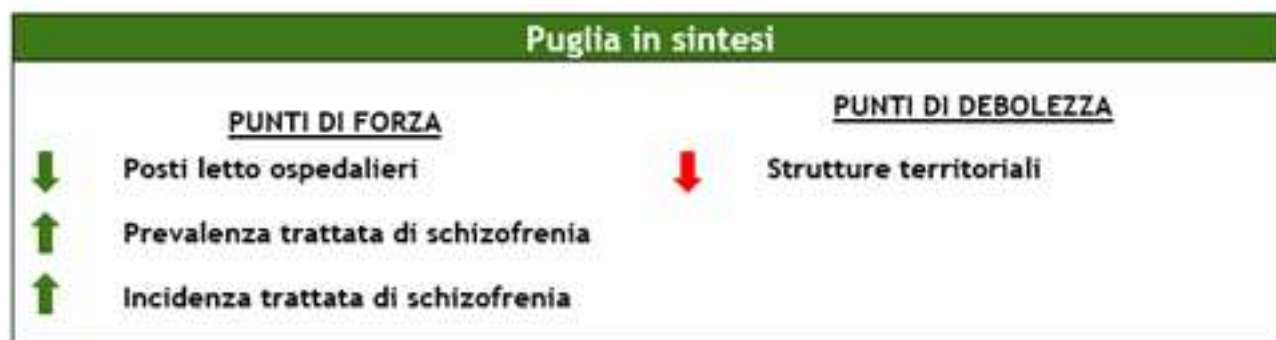 Puglia in sintesi
PUNTI DI FORZA
Posti letto ospedalieri
Prevalenza trattata di schizofrenia
Incidenza trattata di schizofrenia
PUNTI DI DEBOLEZZA
Strutture territoriali